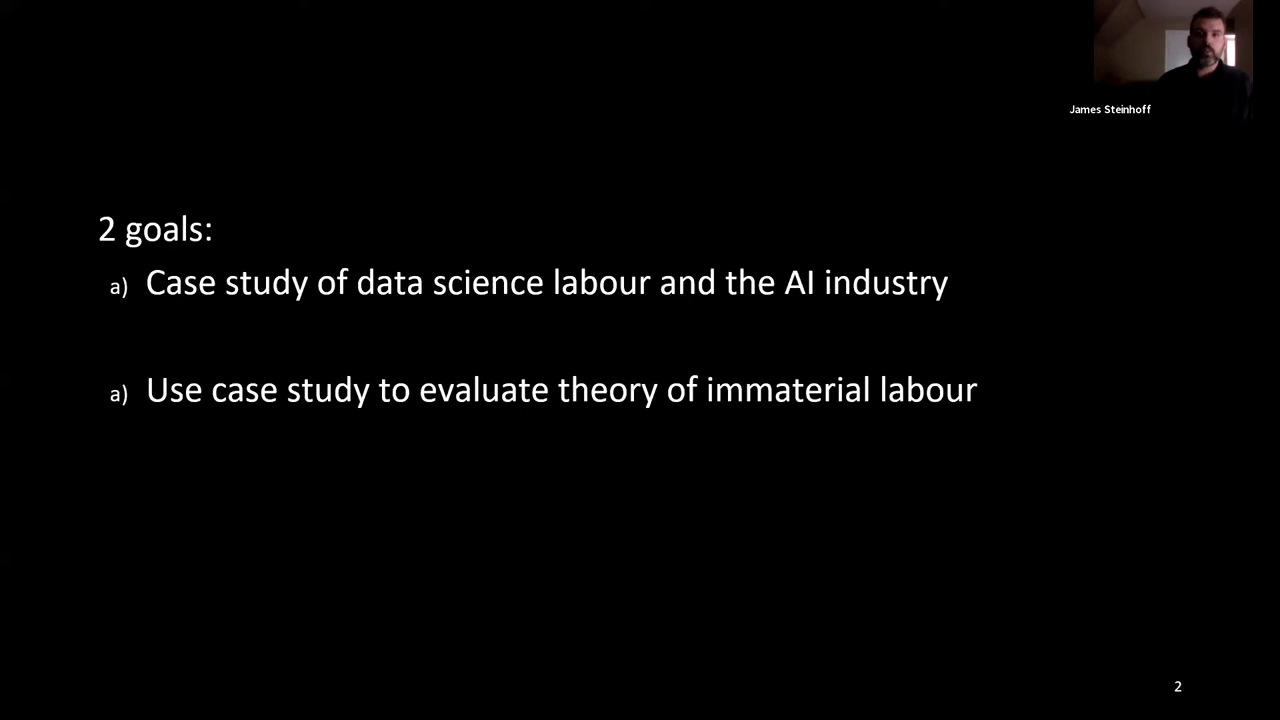 James Steinhoff
2 goals:
a) Case study of data science labour and the AI industry
a) Use case study to evaluate theory of immaterial labour
2